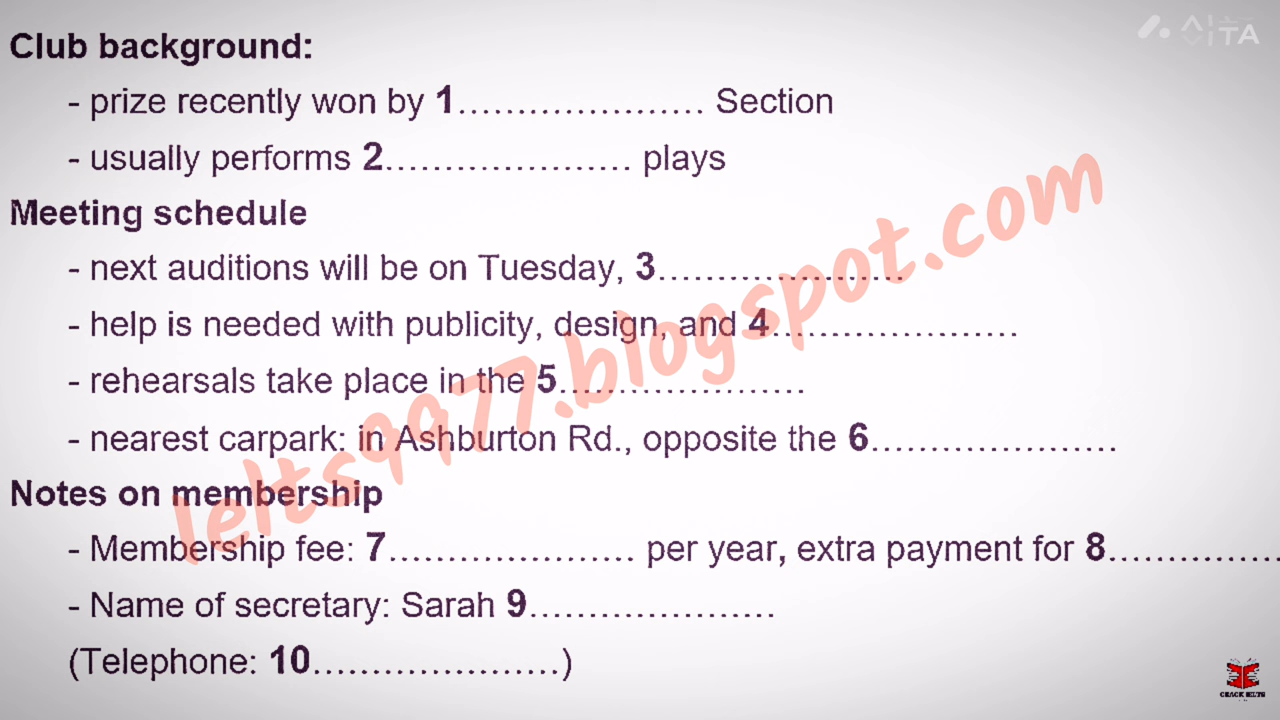 Club background:
- prize recently won by 1..................... Section
- usually performs 2..................... plays
Meeting schedule
- next auditions will be on Tuesday, 3.....................
- help is needed with publicity, design, and 4.....................
- rehearsals take place in the 5.....................
- nearest carpark: in Ashburton Rd., opposite the 6.....................
Notes on membership
- Membership fee: 7..................... per year, extra payment for 8...............
- Name of secretary: Sarah 9.....................
(Telephone: 10.....................)
Ielts9977.blogspot.com
CRACK IELTS